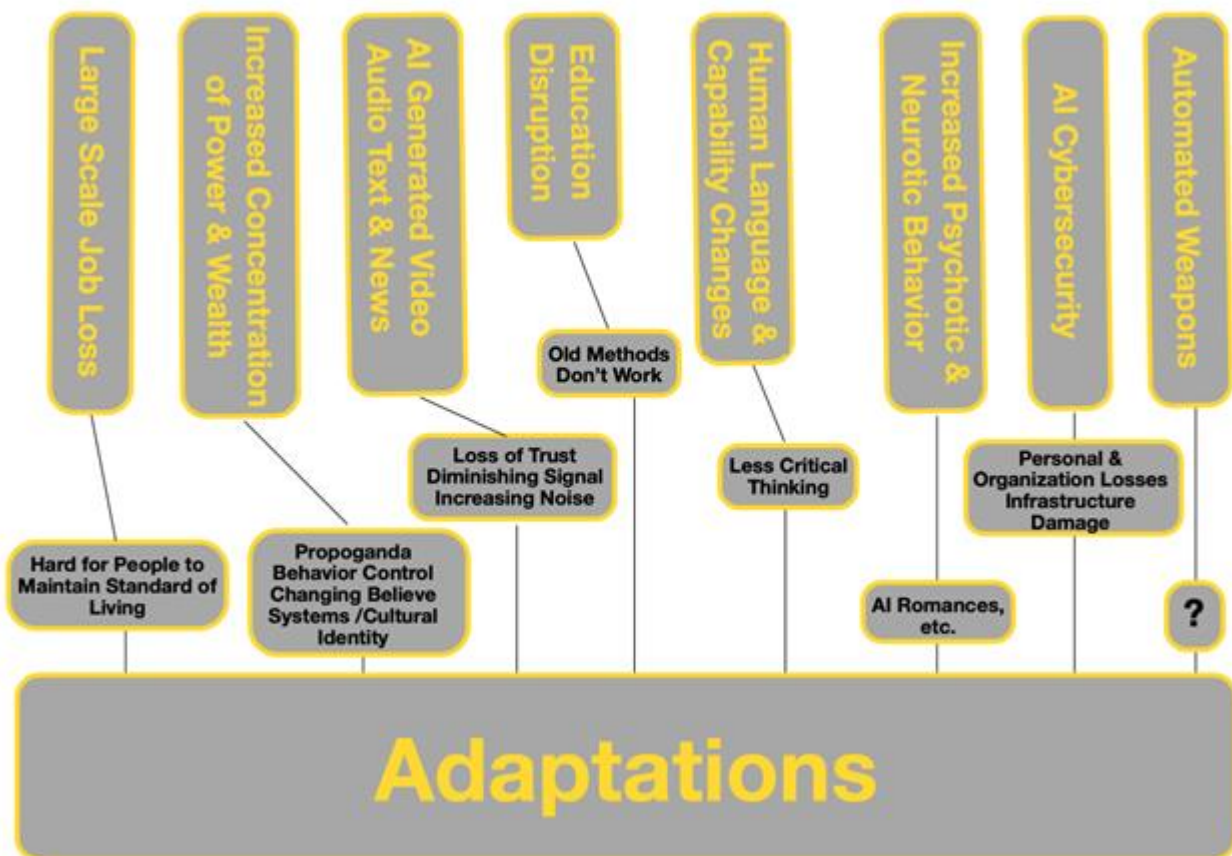 Large Scale Job Loss
Increased Concentration
of Power & Wealth
AI Generated Video
Audio Text & News
Education
Disruption
Human Language &
Capability Changes
Increased Psychotic &
Neurotic Behavior
AI Cybersecurity
Automated Weapons
Old Methods
Don't Work
Loss of Trust
Diminishing Signal
Increasing Noise
Less Critical
Thinking
Personal &
Organization Losses
Infrastructure
Damage
Hard for People to
Maintain Standard of
Living
Propoganda
Behavior Control
Changing Believe
Systems /Cultural
Identity
AI Romances,
etc.
?
Adaptations